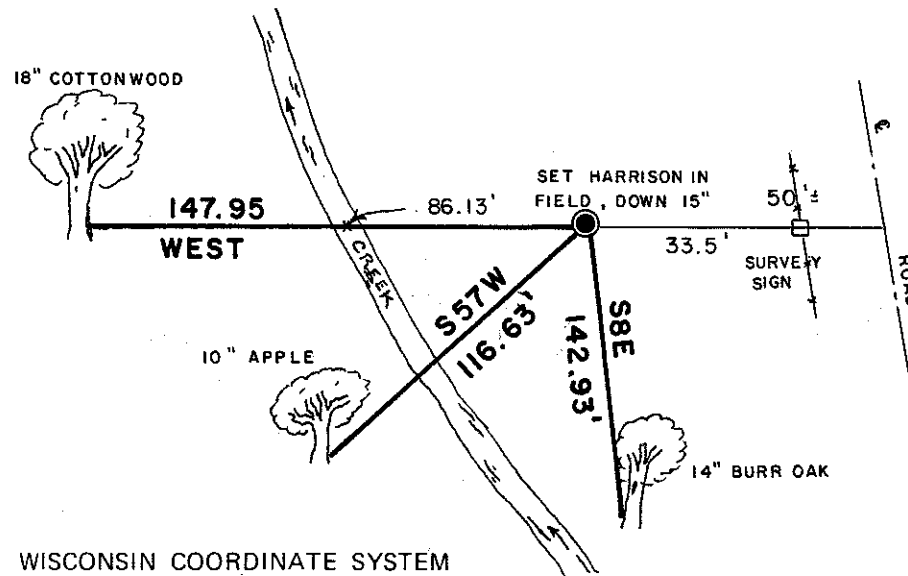 18" COTTONWOOD
SET HARRISON IN
FIELD, DOWN 15"
50'±
℄
147.95
86.13'
33.5'
WEST
CREEK
SURVEY
SIGN
ROAD
S57W
116.63'
S8E
142.93'
10" APPLE
14" BURR OAK
WISCONSIN COORDINATE SYSTEM